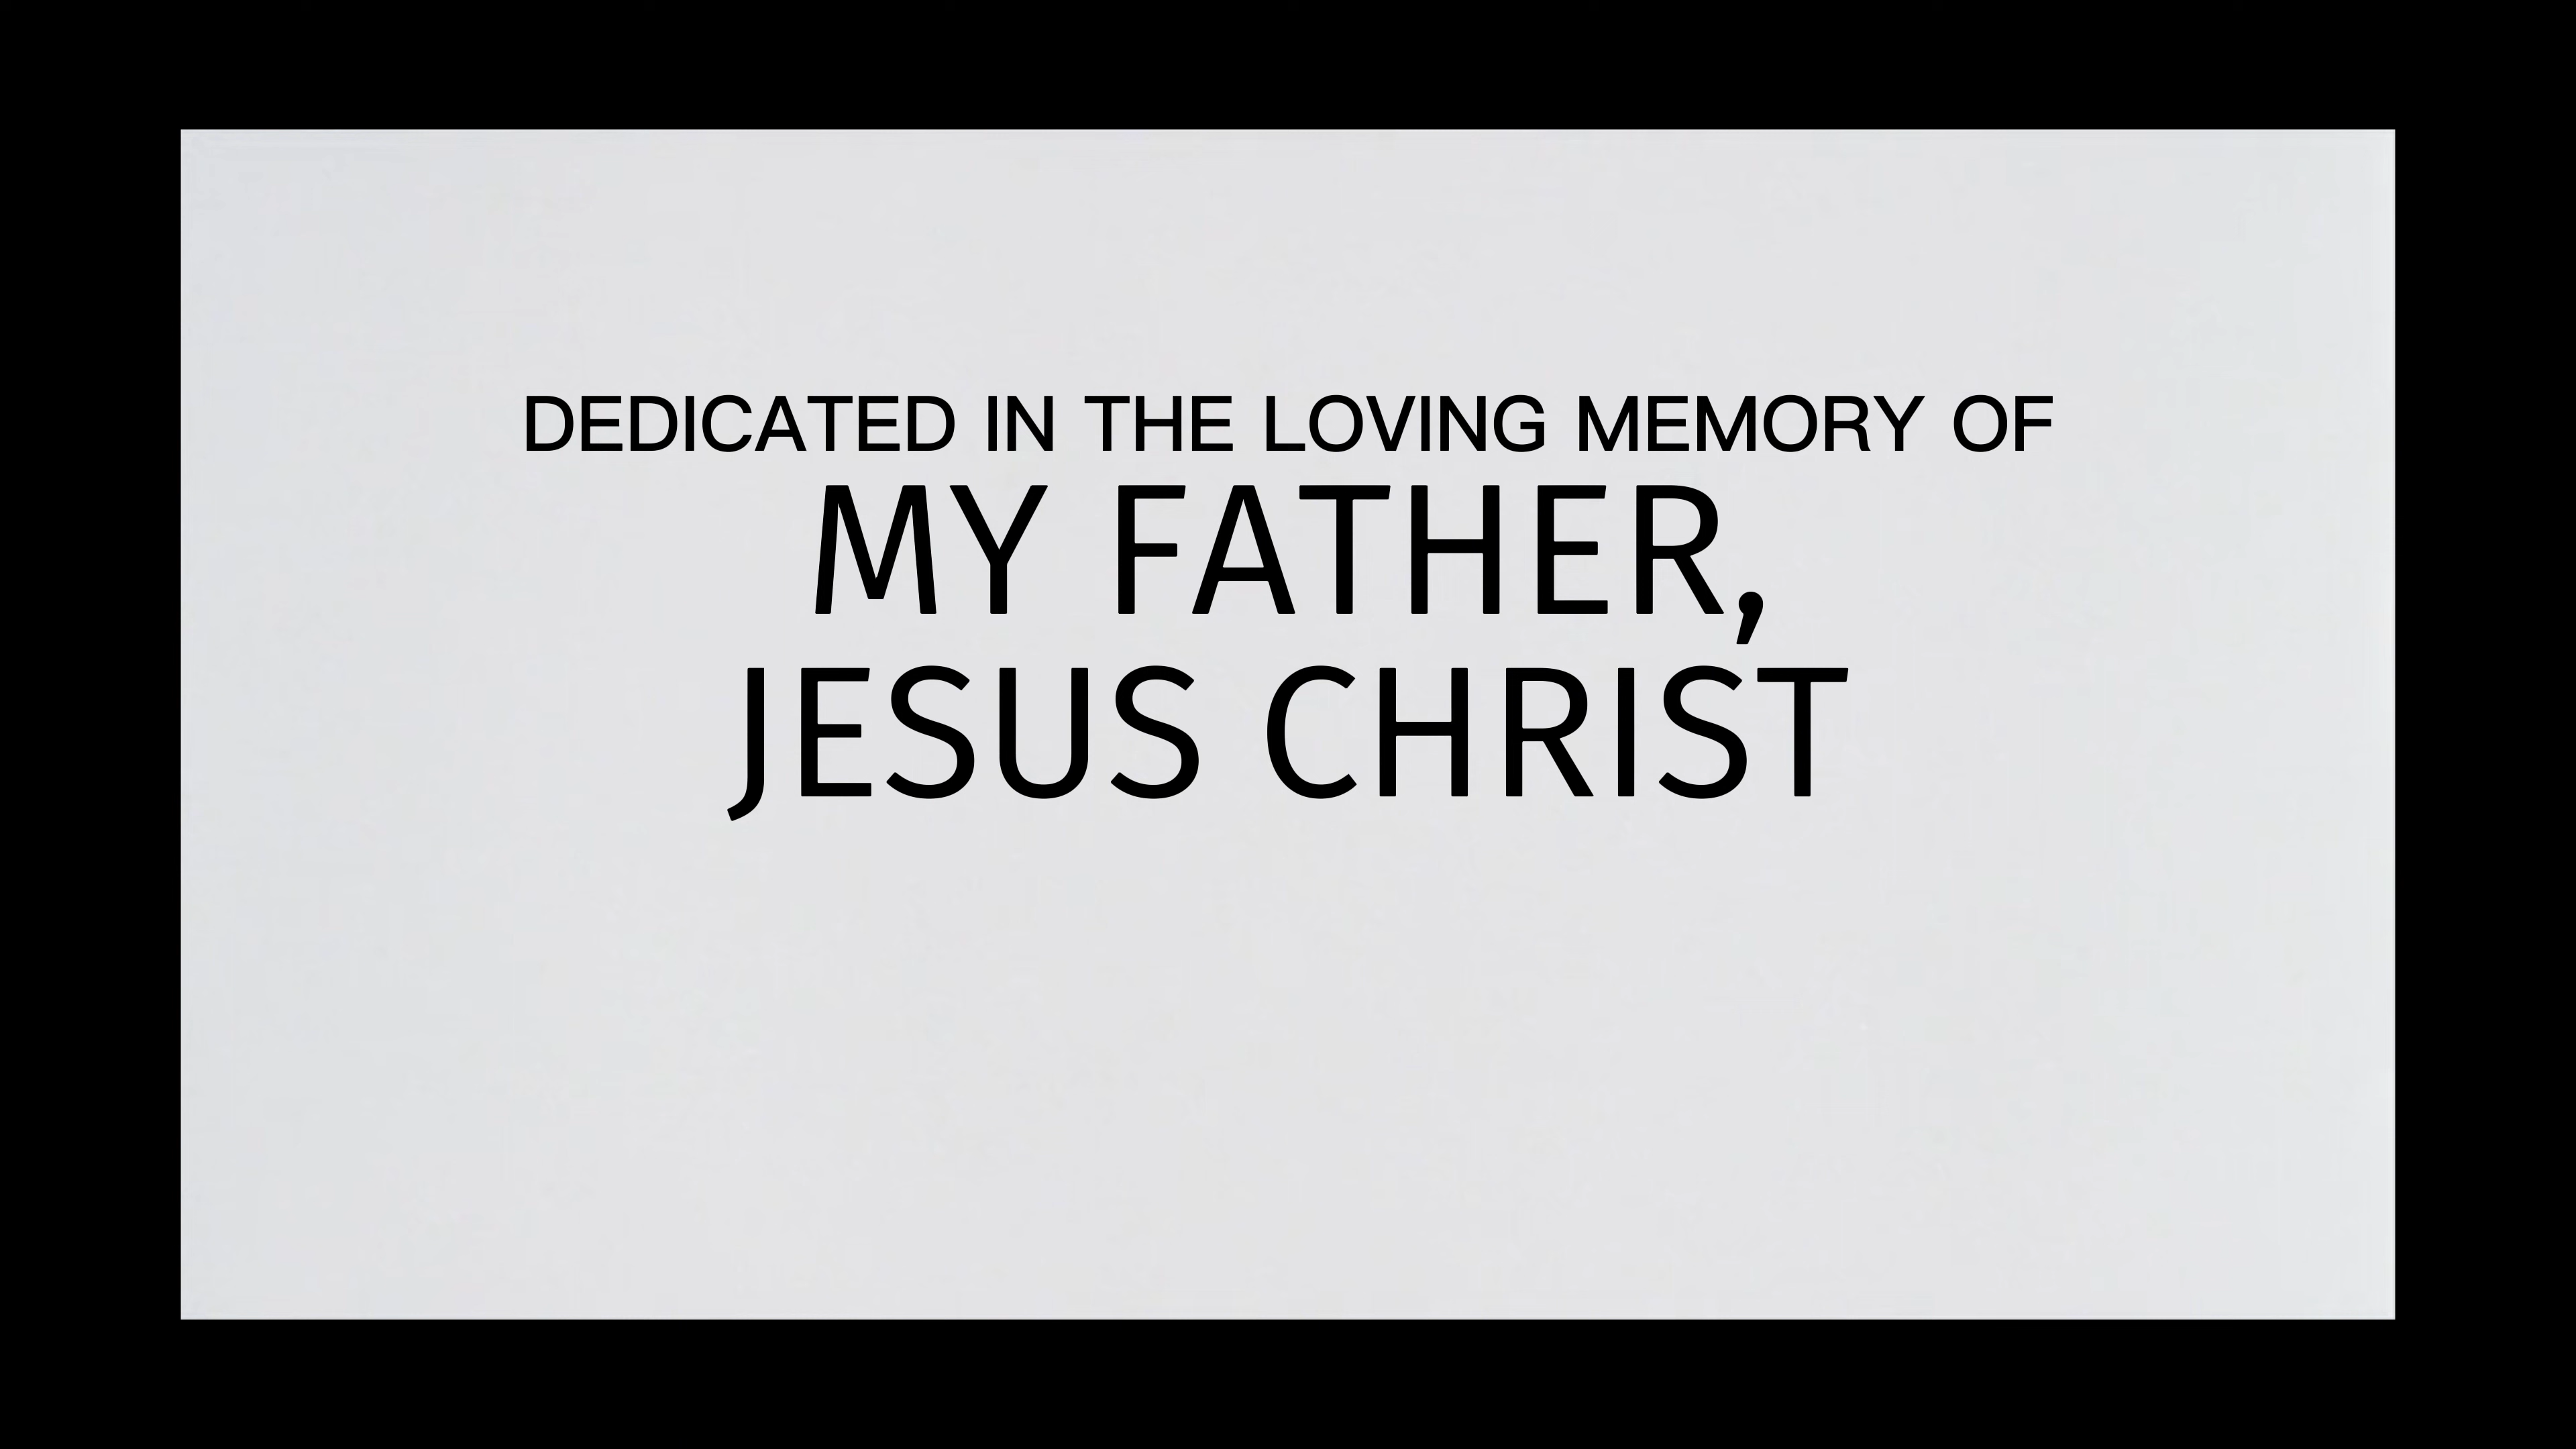 DEDICATED IN THE LOVING MEMORY OF
MY FATHER,
JESUS CHRIST